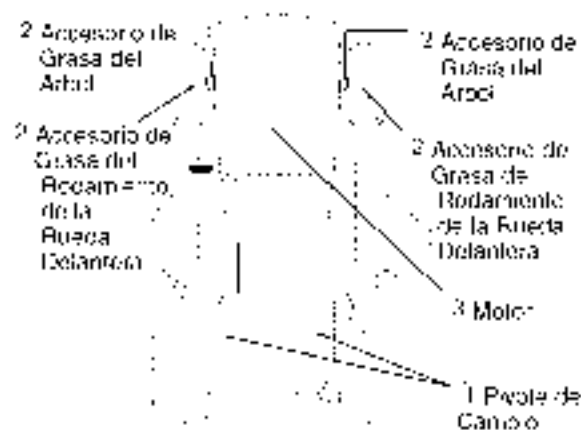 2 Accesorio de
Grasa del
Arbol
2 Accesorio de
Grasa del
Rodamiento
de la
Rueda
Delantera
2 Accesorio de
Grasa del
Arbol
2 Accesorio de
Grasa de
Rodamiento
de la Rueda
Delantera
3 Motor
1 Pivote de
Cambio